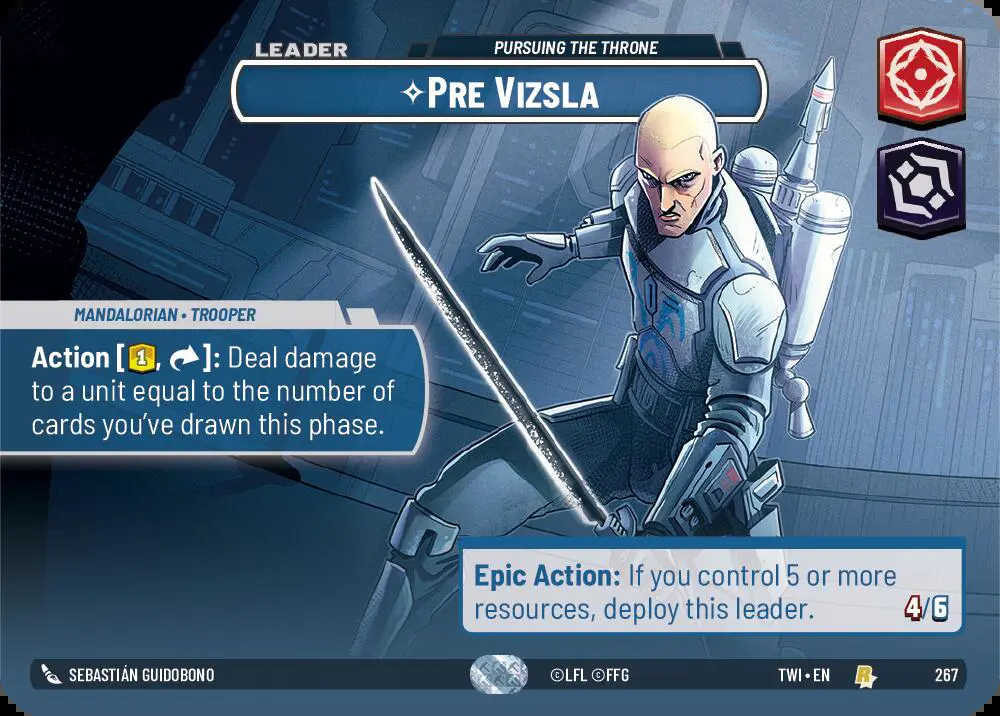 LEADER
PURSUING THE THRONE
PRE VIZSLA
MANDALORIAN • TROOPER
Action [1, ]: Deal damage
to a unit equal to the number of
cards you've drawn this phase.
Epic Action: If you control 5 or more
resources, deploy this leader.
4/6
SEBASTIÁN GUIDOBONO
©LFL ©FFG
TWI • EN
R
267